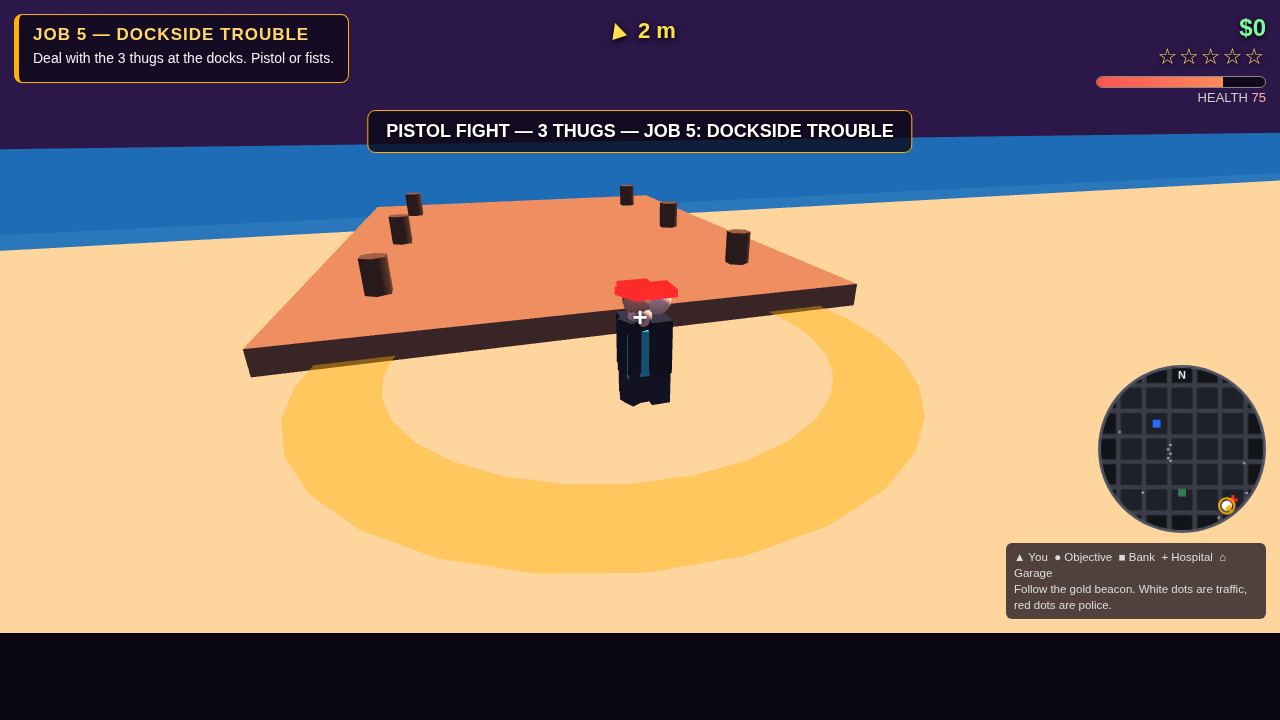 JOB 5 — DOCKSIDE TROUBLE
Deal with the 3 thugs at the docks. Pistol or fists.
2 m
$0
☆☆☆☆☆
HEALTH 75
PISTOL FIGHT — 3 THUGS — JOB 5: DOCKSIDE TROUBLE
N
▲ You ● Objective ■ Bank + Hospital ⌂
Garage
Follow the gold beacon. White dots are traffic,
red dots are police.